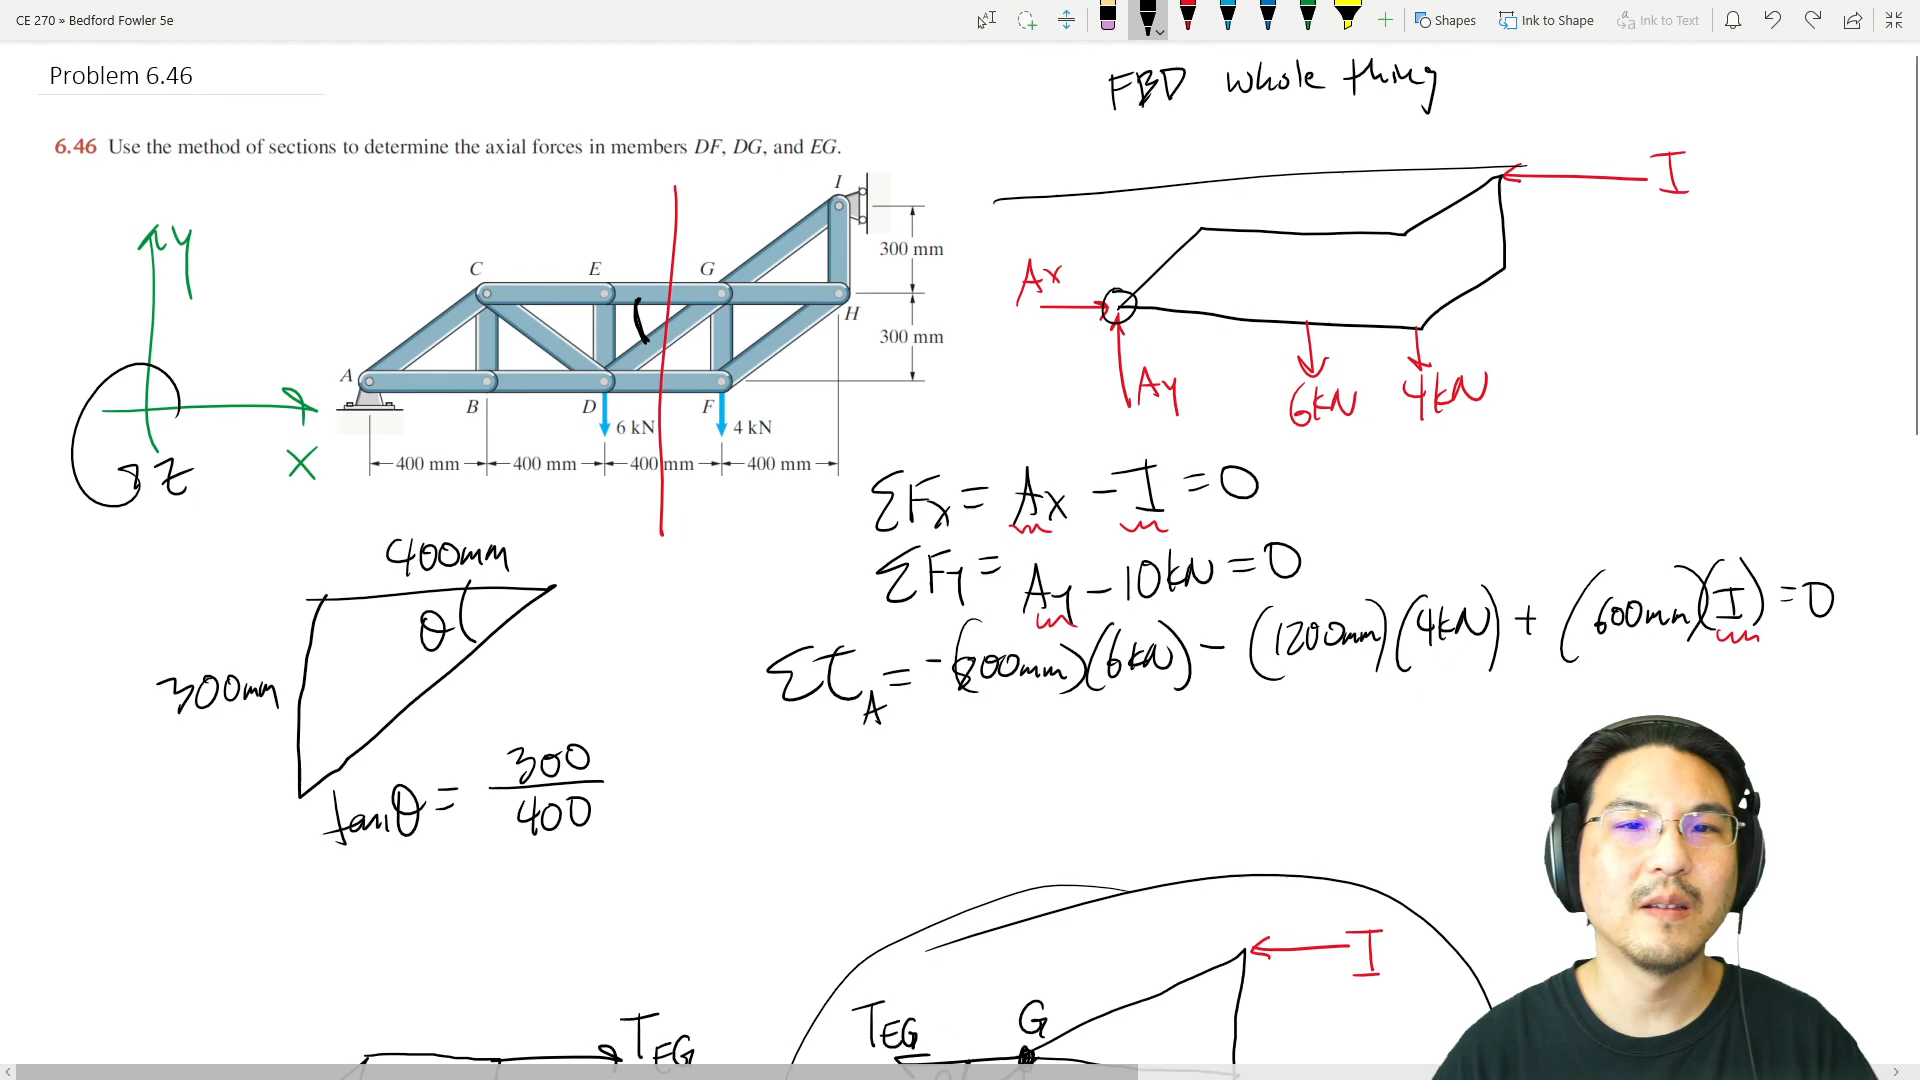 CE 270 » Bedford Fowler 5e
Shapes
Ink to Shape
Ink to Text
Problem 6.46
FBD whole thing
6.46 Use the method of sections to determine the axial forces in members DF, DG, and EG.
I
I
300 mm
300 mm
y
C
E
G
H
A
B
D
F
6 kN
4 kN
400 mm
400 mm
400 mm
400 mm
x
z
Ax
Ay
6kN
4kN
ΣFx = Ax - I = 0
ΣFy = Ay - 10kN = 0
Στ_A = -(800mm)(6kN) - (1200mm)(4kN) + (600mm)(I) = 0
400mm
θ
300mm
tanθ = 300/400
I
TEG
TEG
G